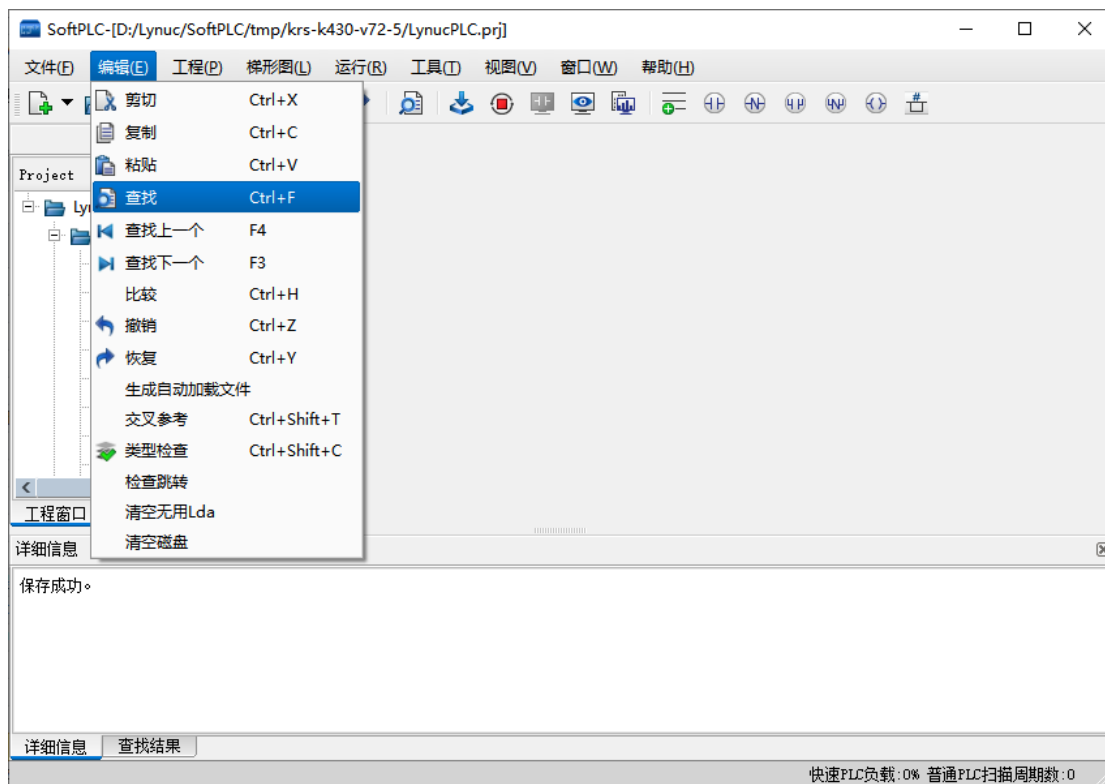 SoftPLC-[D:/Lynuc/SoftPLC/tmp/krs-k430-v72-5/LynucPLC.prj]
文件(F) 编辑(E) 工程(P) 梯形图(L) 运行(R) 工具(T) 视图(V) 窗口(W) 帮助(H)
剪切 Ctrl+X
复制 Ctrl+C
粘贴 Ctrl+V
Project
查找 Ctrl+F
查找上一个 F4
查找下一个 F3
比较 Ctrl+H
撤销 Ctrl+Z
恢复 Ctrl+Y
生成自动加载文件
交叉参考 Ctrl+Shift+T
类型检查 Ctrl+Shift+C
检查跳转
清空无用Lda
清空磁盘
工程窗口
详细信息
保存成功。
详细信息 查找结果
快速PLC负载:0% 普通PLC扫描周期数:0